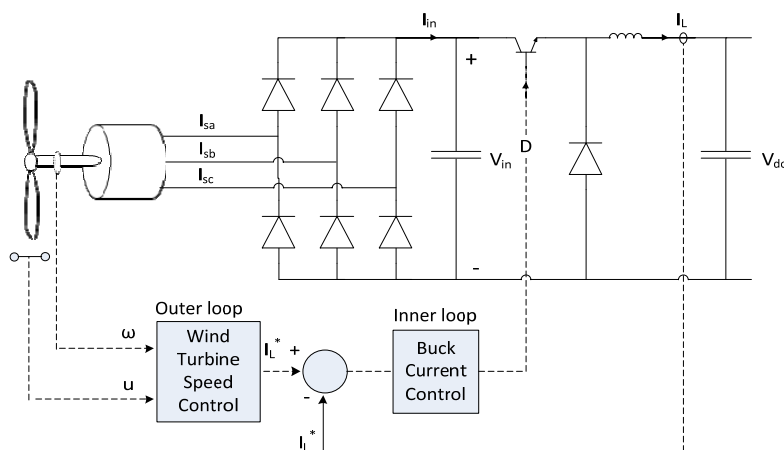 I_in
I_L
+
I_sa
I_sb
D
V_in
V_dc
I_sc
-
Outer loop
Inner loop
ω
Wind
Turbine
Speed
Control
I_L^*
+
Buck
Current
Control
u
-
I_L^*